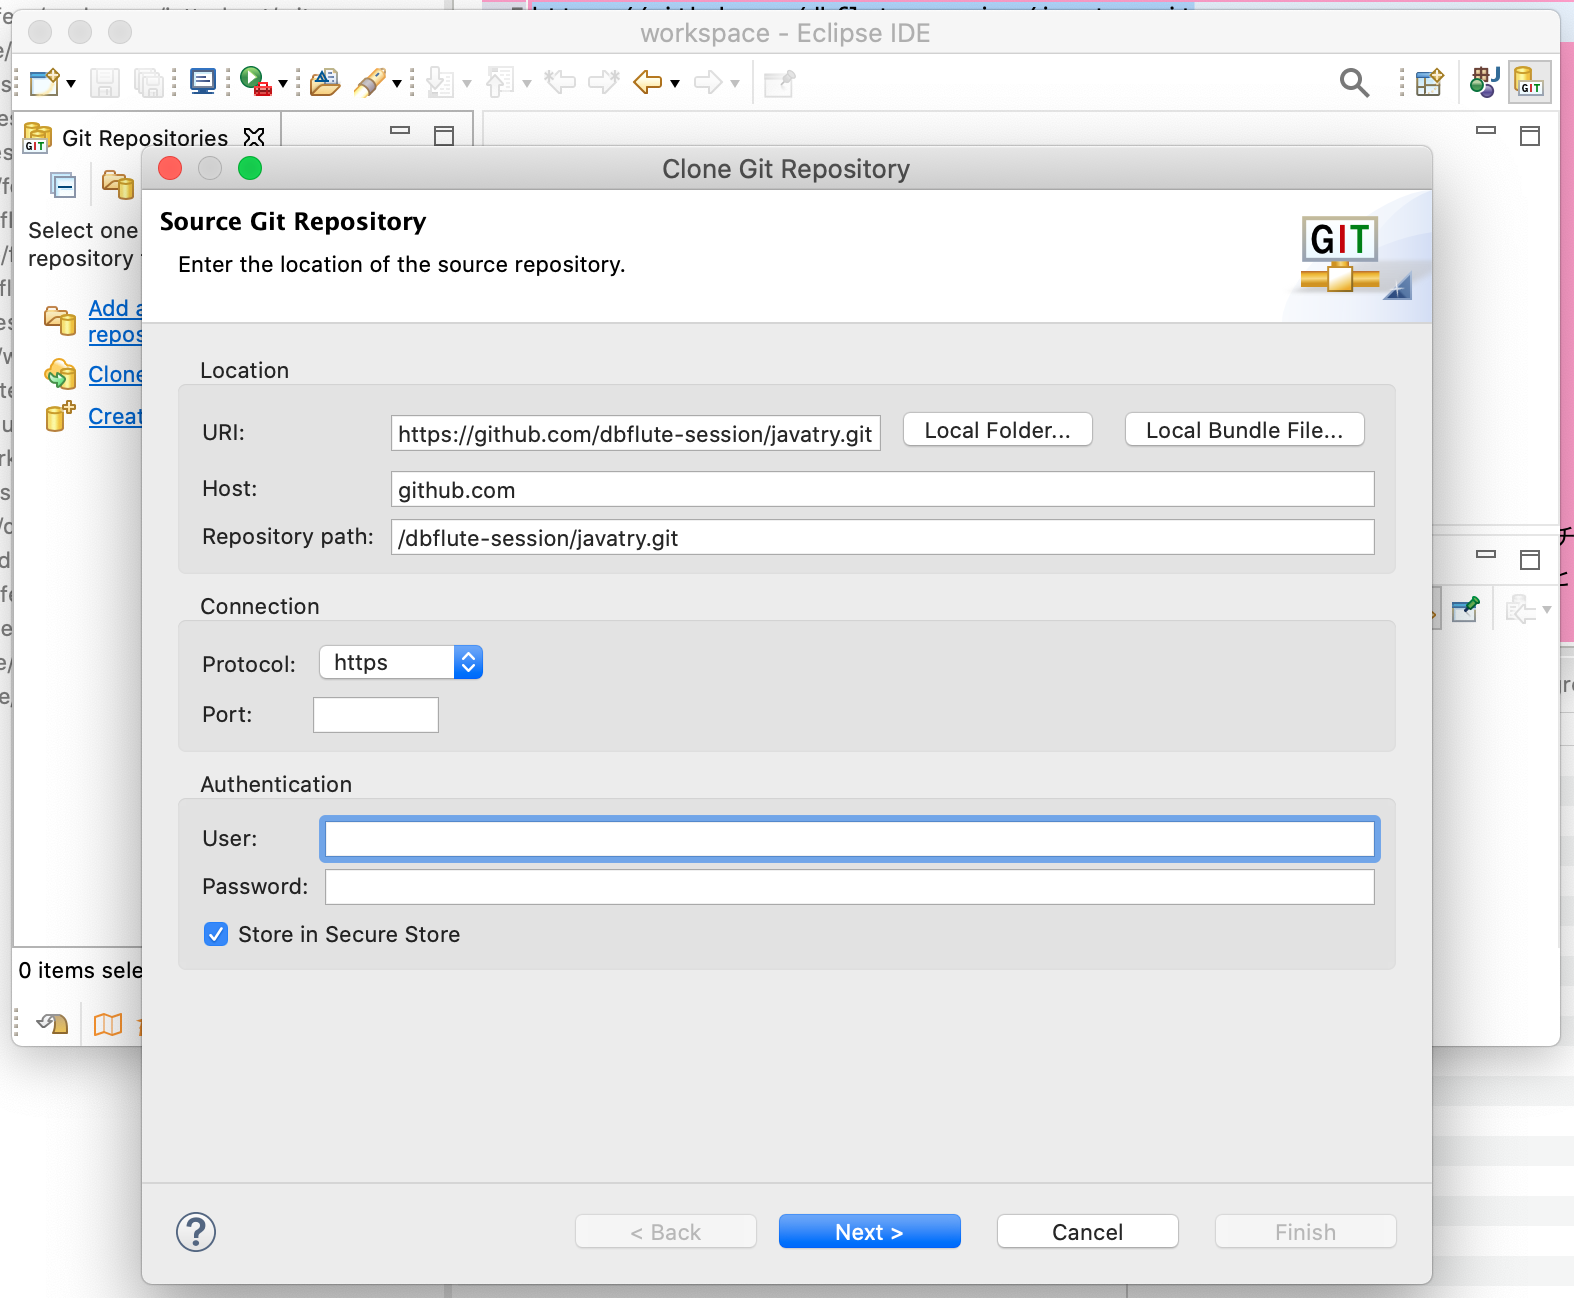 workspace - Eclipse IDE
Git Repositories
Clone Git Repository
Source Git Repository
Enter the location of the source repository.
GIT
Select one
repository
Add a
repos
Clone
Creat
Location
URI:
https://github.com/dbflute-session/javatry.git
Local Folder...
Local Bundle File...
Host:
github.com
Repository path:
/dbflute-session/javatry.git
Connection
Protocol:
https
Port:
Authentication
User:
Password:
Store in Secure Store
0 items sele
?
< Back
Next >
Cancel
Finish